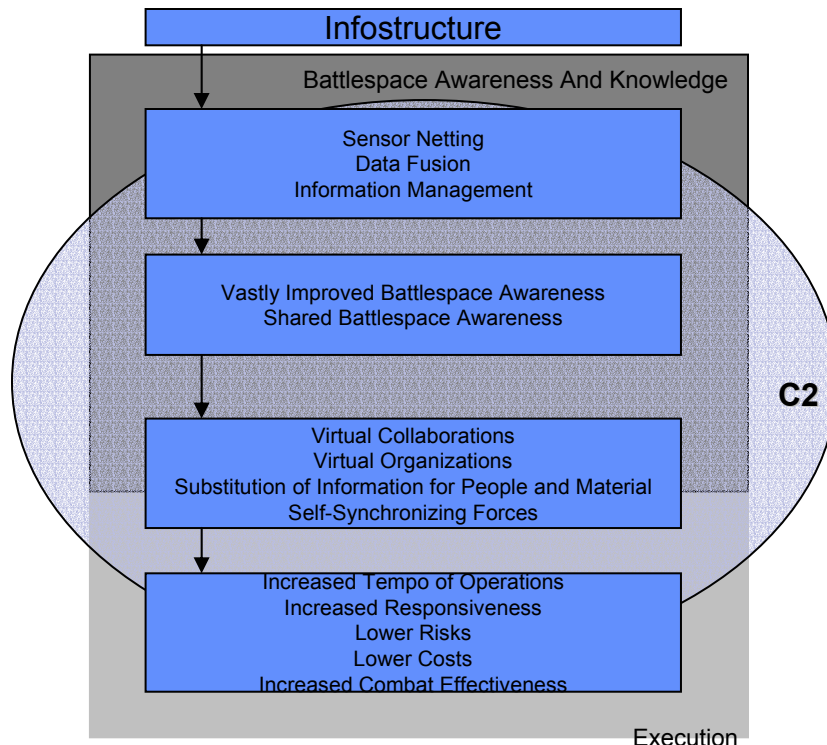 Infostructure
Battlespace Awareness And Knowledge
Sensor Netting
Data Fusion
Information Management
Vastly Improved Battlespace Awareness
Shared Battlespace Awareness
C2
Virtual Collaborations
Virtual Organizations
Substitution of Information for People and Material
Self-Synchronizing Forces
Increased Tempo of Operations
Increased Responsiveness
Lower Risks
Lower Costs
Increased Combat Effectiveness
Execution